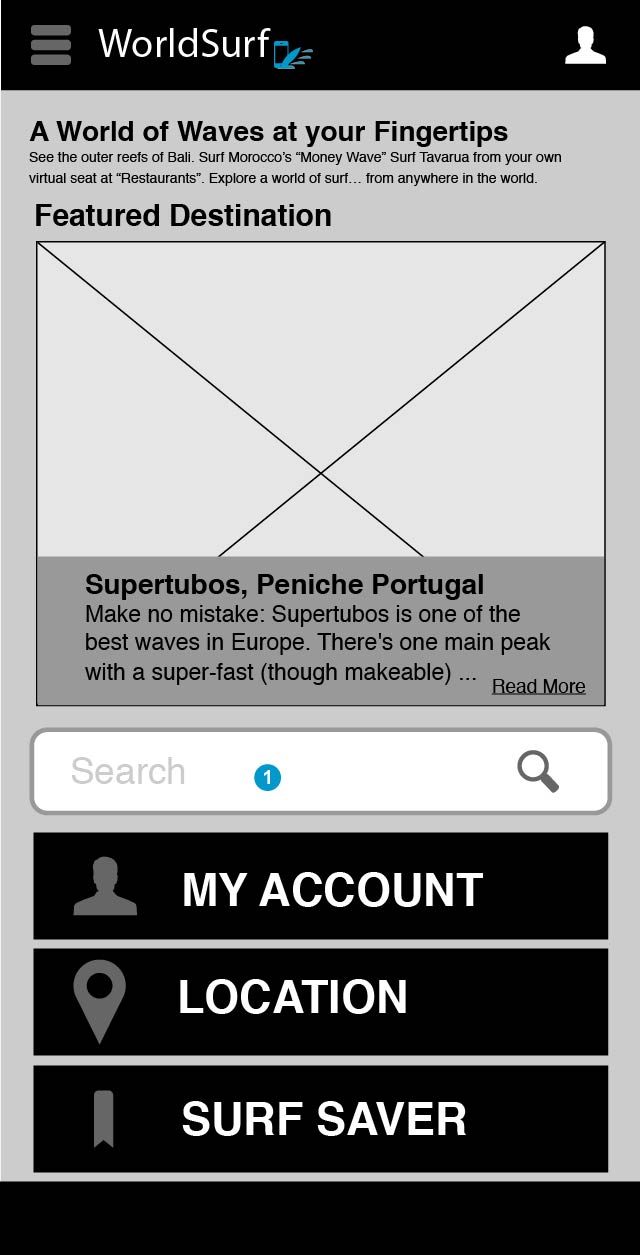 WorldSurf
A World of Waves at your Fingertips
See the outer reefs of Bali. Surf Morocco’s “Money Wave” Surf Tavarua from your own
virtual seat at “Restaurants”. Explore a world of surf… from anywhere in the world.
Featured Destination
Supertubos, Peniche Portugal
Make no mistake: Supertubos is one of the
best waves in Europe. There's one main peak
with a super-fast (though makeable) ...
Read More
Search
1
MY ACCOUNT
LOCATION
SURF SAVER